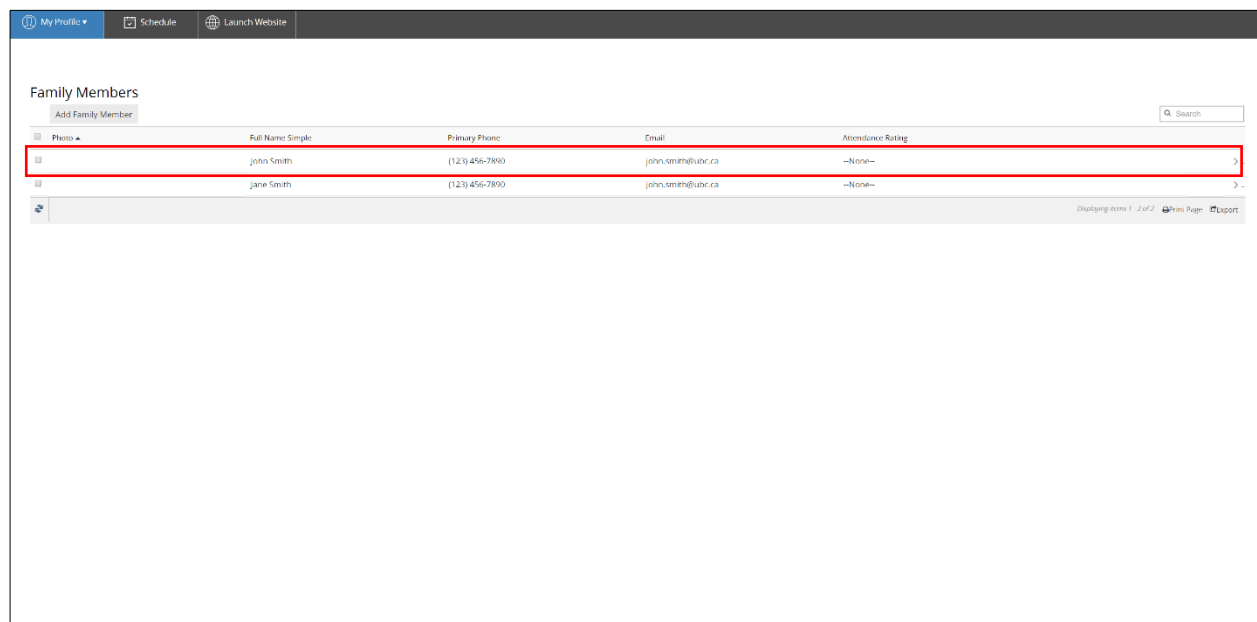 My Profile ▾ Schedule Launch Website
Family Members
Add Family Member Search
Photo ▴ Full Name Simple Primary Phone Email Attendance Rating
John Smith (123) 456-7890 john.smith@ubc.ca --None--
Jane Smith (123) 456-7890 john.smith@ubc.ca --None--
Displaying items 1 - 2 of 2 Print Page Export